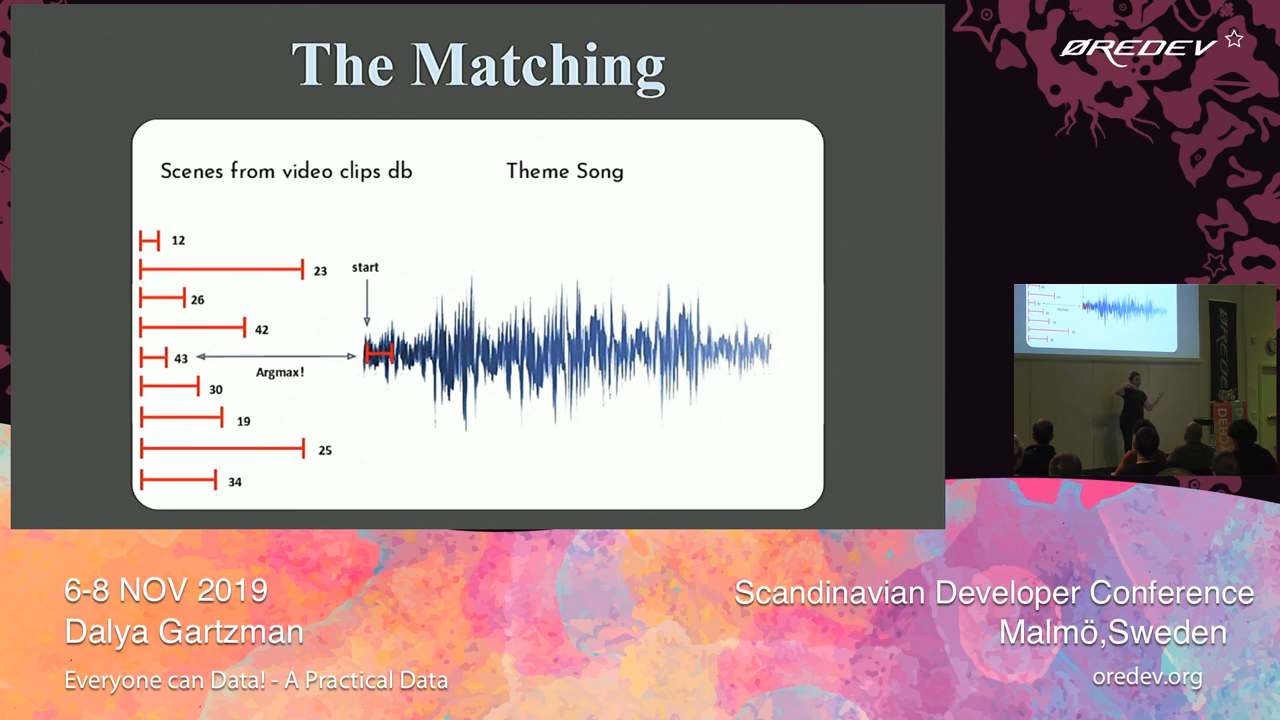 The Matching
ØREDEV
Scenes from video clips db
Theme Song
12
23
start
26
42
43
Argmax!
30
19
25
34
6-8 NOV 2019
Dalya Gartzman
Everyone can Data! - A Practical Data
Scandinavian Developer Conference
Malmö,Sweden
oredev.org